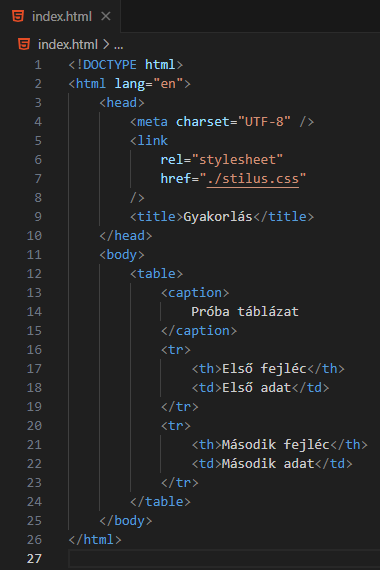 index.html
index.html > ...
1 <!DOCTYPE html>
2 <html lang="en">
3 <head>
4 <meta charset="UTF-8" />
5 <link
6 rel="stylesheet"
7 href="./stilus.css"
8 />
9 <title>Gyakorlás</title>
10 </head>
11 <body>
12 <table>
13 <caption>
14 Próba táblázat
15 </caption>
16 <tr>
17 <th>Első fejléc</th>
18 <td>Első adat</td>
19 </tr>
20 <tr>
21 <th>Második fejléc</th>
22 <td>Második adat</td>
23 </tr>
24 </table>
25 </body>
26 </html>
27